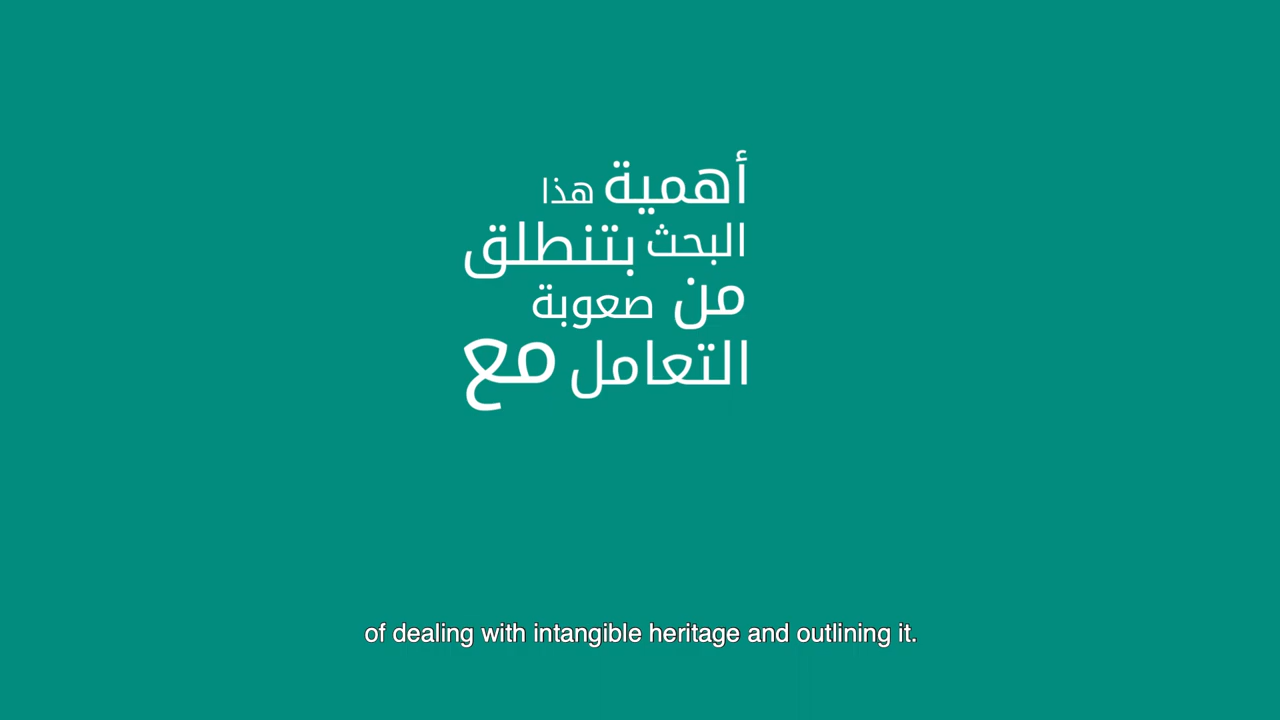 أهمية هذا
البحث بتنطلق
من صعوبة
التعامل مع
of dealing with intangible heritage and outlining it.